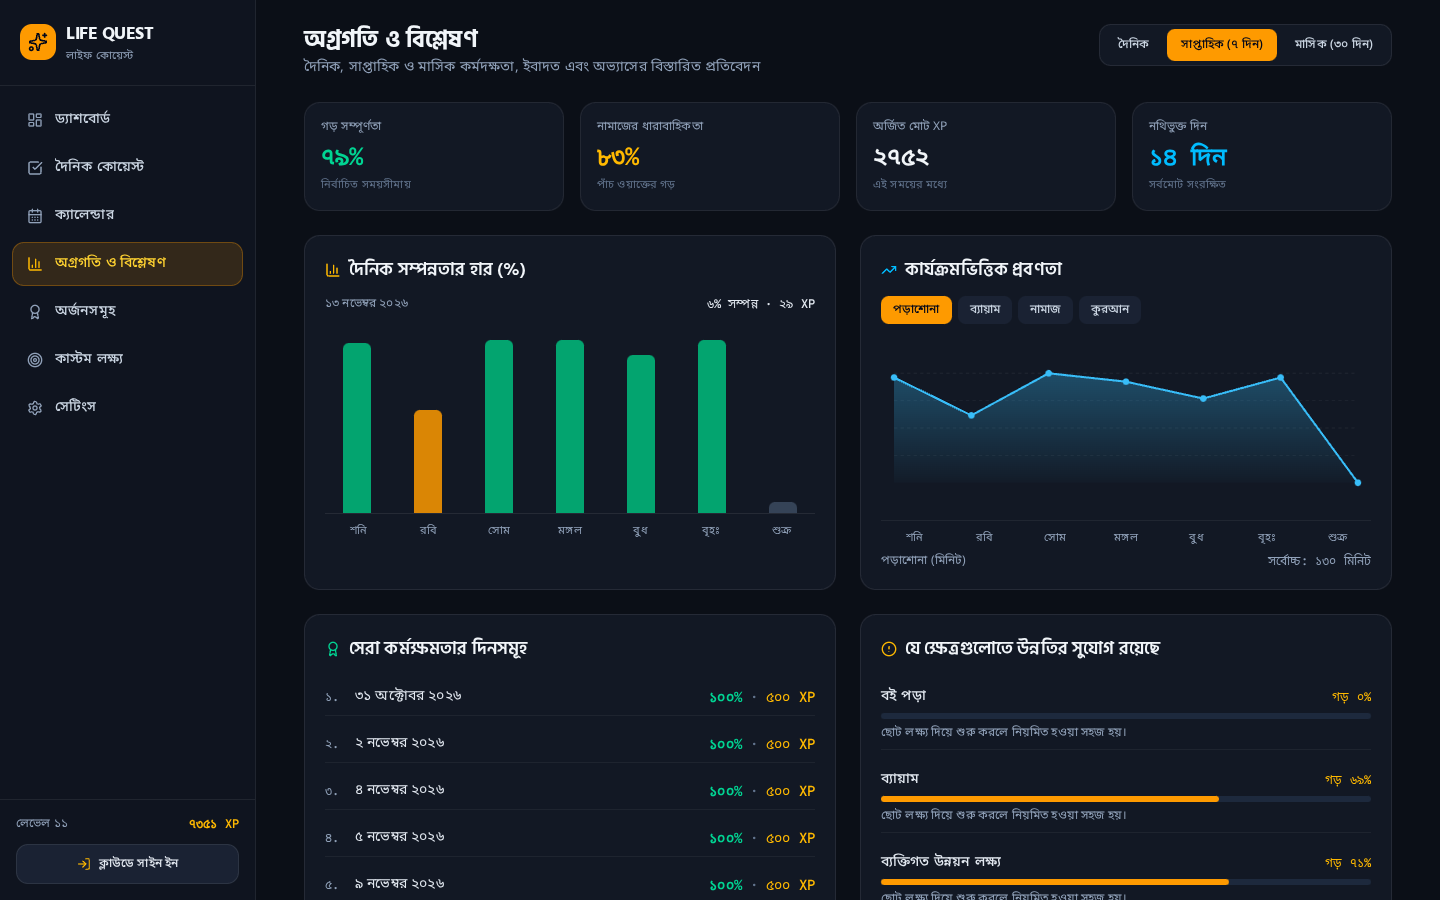 LIFE QUEST
লাইফ কোয়েস্ট
ড্যাশবোর্ড
দৈনিক কোয়েস্ট
ক্যালেন্ডার
অগ্রগতি ও বিশ্লেষণ
অর্জনসমূহ
কাস্টম লক্ষ্য
সেটিংস
লেভেল ১১
৭৩৫১ XP
ক্লাউডে সাইন ইন
অগ্রগতি ও বিশ্লেষণ
দৈনিক, সাপ্তাহিক ও মাসিক কর্মদক্ষতা, ইবাদত এবং অভ্যাসের বিস্তারিত প্রতিবেদন
দৈনিক
সাপ্তাহিক (৭ দিন)
মাসিক (৩০ দিন)
গড় সম্পূর্ণতা
৭৯%
নির্বাচিত সময়সীমায়
নামাজের ধারাবাহিকতা
৮৩%
পাঁচ ওয়াক্তের গড়
অর্জিত মোট XP
২৭৫২
এই সময়ের মধ্যে
নথিভুক্ত দিন
১৪ দিন
সর্বমোট সংরক্ষিত
দৈনিক সম্পন্নতার হার (%)
১৩ নভেম্বর ২০২৬
৬% সম্পন্ন · ২৯ XP
শনি
রবি
সোম
মঙ্গল
বুধ
বৃহঃ
শুক্র
কার্যক্রমভিত্তিক প্রবণতা
পড়াশোনা
ব্যায়াম
নামাজ
কুরআন
শনি
রবি
সোম
মঙ্গল
বুধ
বৃহঃ
শুক্র
পড়াশোনা (মিনিট)
সর্বোচ্চ: ১৩০ মিনিট
সেরা কর্মক্ষমতার দিনসমূহ
১. ৩১ অক্টোবর ২০২৬ ১০০% · ৫০০ XP
২. ২ নভেম্বর ২০২৬ ১০০% · ৫০০ XP
৩. ৪ নভেম্বর ২০২৬ ১০০% · ৫০০ XP
৪. ৫ নভেম্বর ২০২৬ ১০০% · ৫০০ XP
৫. ৯ নভেম্বর ২০২৬ ১০০% · ৫০০ XP
যে ক্ষেত্রগুলোতে উন্নতির সুযোগ রয়েছে
বই পড়া
গড় ০%
ছোট লক্ষ্য দিয়ে শুরু করলে নিয়মিত হওয়া সহজ হয়।
ব্যায়াম
গড় ৬৯%
ছোট লক্ষ্য দিয়ে শুরু করলে নিয়মিত হওয়া সহজ হয়।
ব্যক্তিগত উন্নয়ন লক্ষ্য
গড় ৭১%
ছোট লক্ষ্য দিয়ে শুরু করলে নিয়মিত হওয়া সহজ হয়।